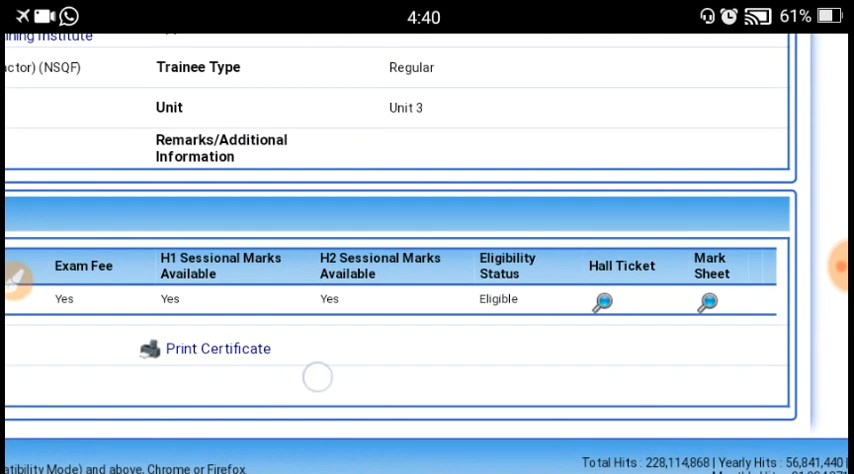 4:40
61%
ining Institute
actor) (NSQF)
Trainee Type
Regular
Unit
Unit 3
Remarks/Additional
Information
Exam Fee
H1 Sessional Marks
Available
H2 Sessional Marks
Available
Eligibility
Status
Hall Ticket
Mark
Sheet
Yes
Yes
Yes
Eligible
Print Certificate
Total Hits : 228,114,868 | Yearly Hits : 56,841,440
atibility Mode) and above, Chrome or Firefox.